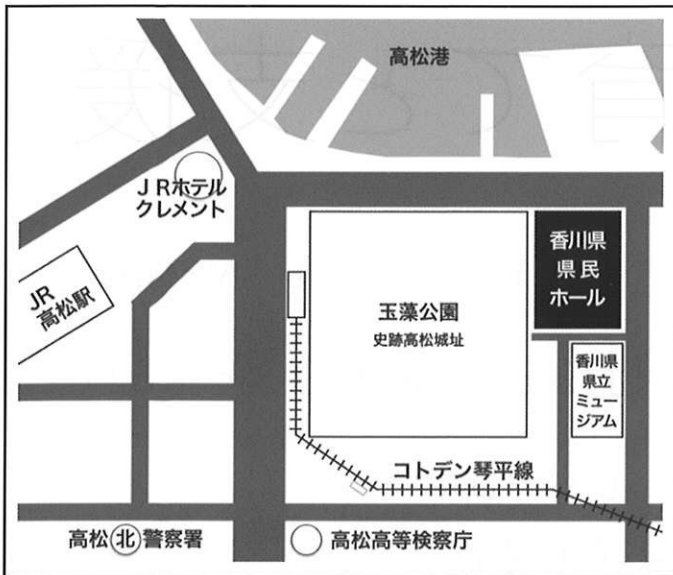 高松港
JRホテル
クレメント
香川県
県民
ホール
JR
高松駅
玉藻公園
史跡高松城址
香川県
県立
ミュー
ジアム
コトデン琴平線
高松北警察署
高松高等検察庁